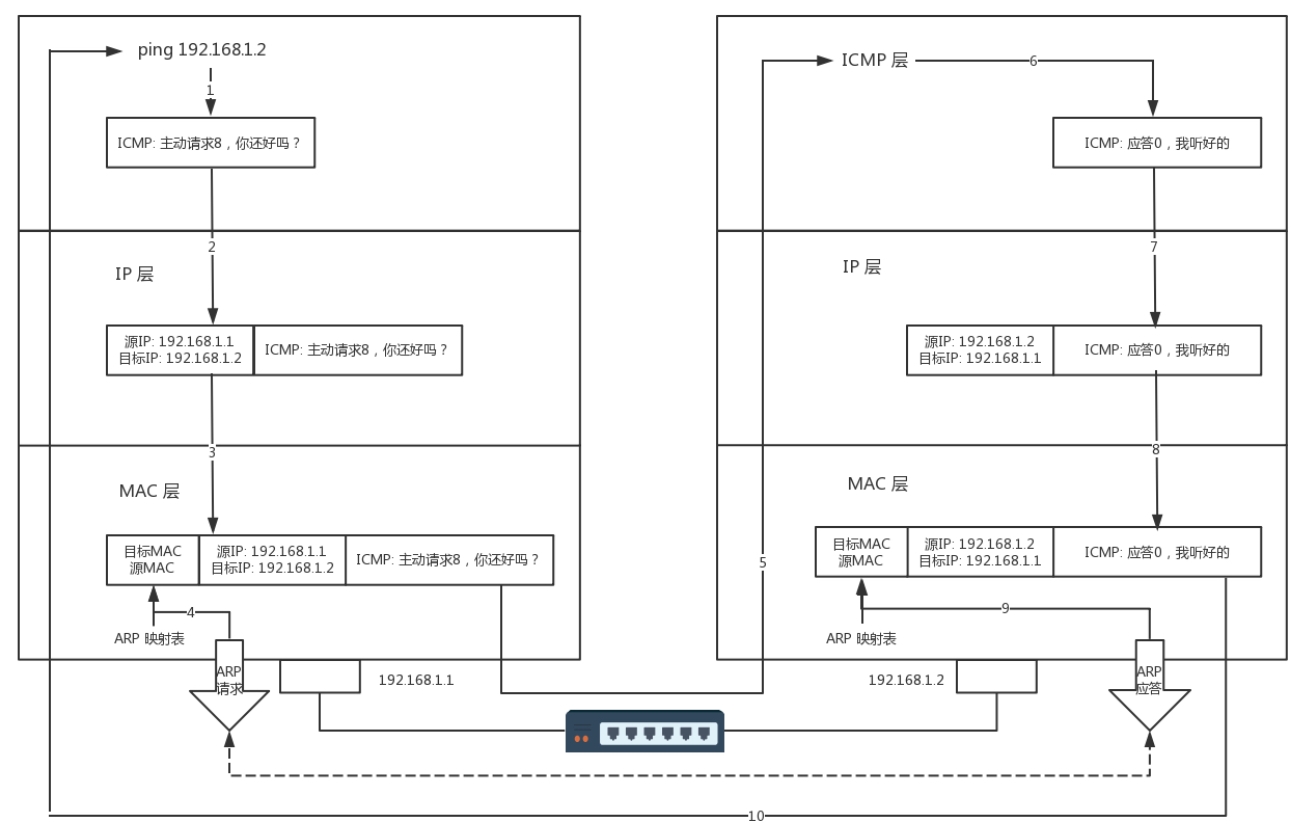 ping 192.168.1.2
1
ICMP: 主动请求8，你还好吗？
2
IP 层
源IP: 192.168.1.1
目标IP: 192.168.1.2
ICMP: 主动请求8，你还好吗？
3
MAC 层
目标MAC
源MAC
源IP: 192.168.1.1
目标IP: 192.168.1.2
ICMP: 主动请求8，你还好吗？
4
ARP 映射表
ARP
请求
192.168.1.1
5
ICMP 层
6
ICMP: 应答0，我听好的
7
IP 层
源IP: 192.168.1.2
目标IP: 192.168.1.1
ICMP: 应答0，我听好的
8
MAC 层
目标MAC
源MAC
源IP: 192.168.1.2
目标IP: 192.168.1.1
ICMP: 应答0，我听好的
9
ARP 映射表
ARP
应答
192.168.1.2
10